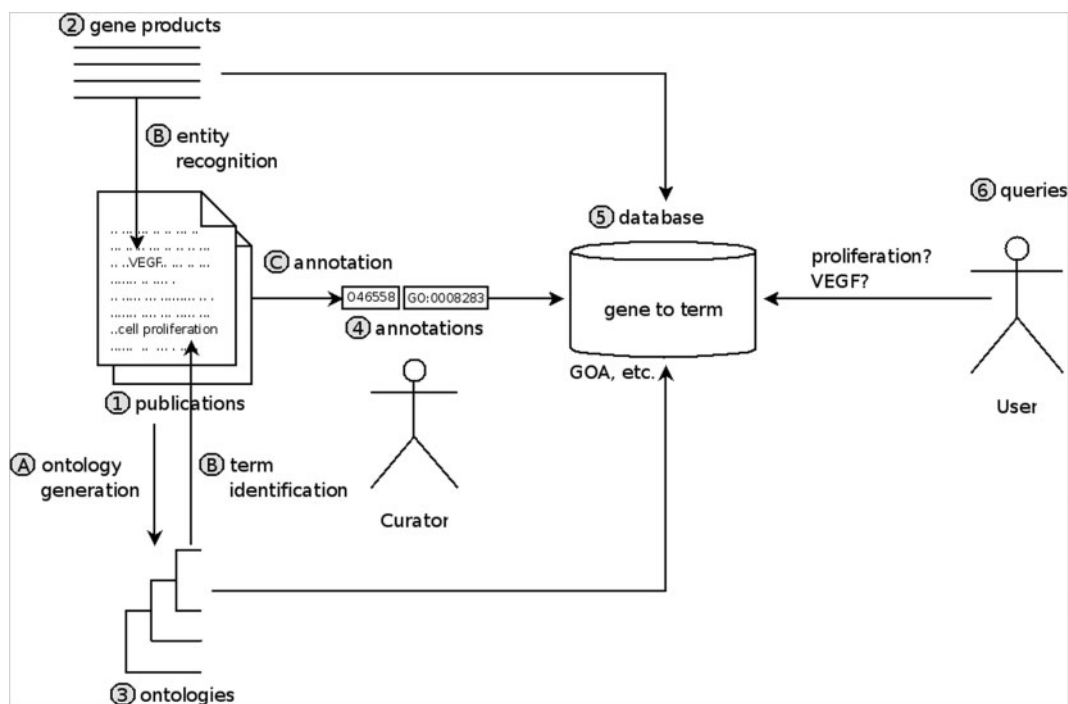 2 gene products
B entity
recognition
..VEGF..
..cell proliferation
1 publications
C annotation
O46558 GO:0008283
4 annotations
Curator
A ontology
generation
B term
identification
3 ontologies
5 database
gene to term
GOA, etc.
6 queries
proliferation?
VEGF?
User